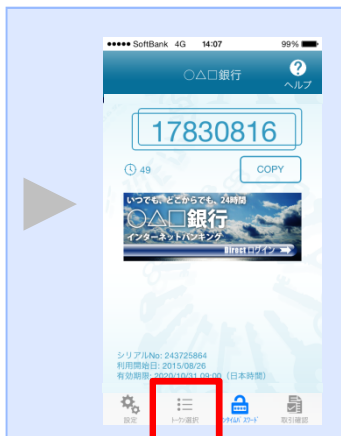 SoftBank 4G 14:07 99%
○△□銀行
?
ヘルプ
17830816
49
COPY
いつでも、どこからでも、24時間
○△□銀行
インターネットバンキング
Direct ログイン
シリアルNo: 243725864
利用開始日: 2015/08/26
有効期限: 2020/10/31 09:00（日本時間）
設定
トークン選択
ワンタイムパスワード
取引確認